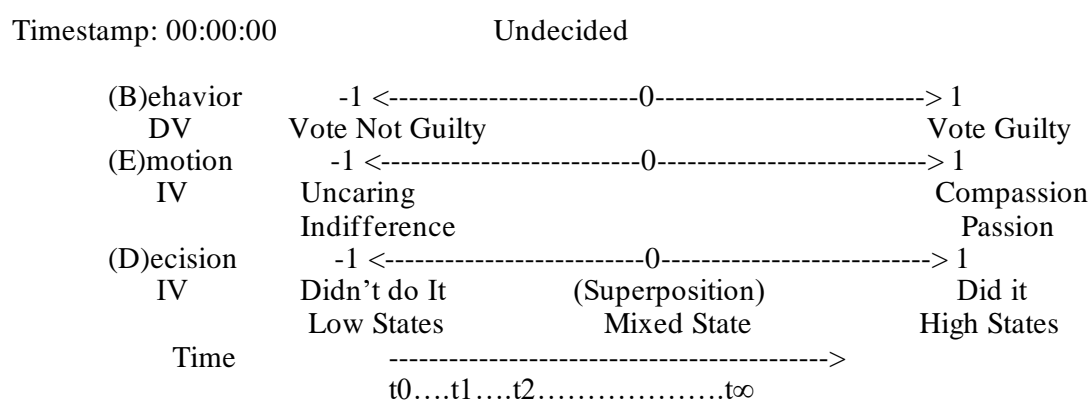 Timestamp: 00:00:00 Undecided
(B)ehavior -1 <-------------------------0----------------------------> 1
DV Vote Not Guilty Vote Guilty
(E)motion -1 <--------------------------0---------------------------> 1
IV Uncaring Compassion
Indifference Passion
(D)ecision -1 <--------------------------0---------------------------> 1
IV Didn’t do It (Superposition) Did it
Low States Mixed State High States
Time -------------------------------------------->
t0….t1….t2………………….t∞